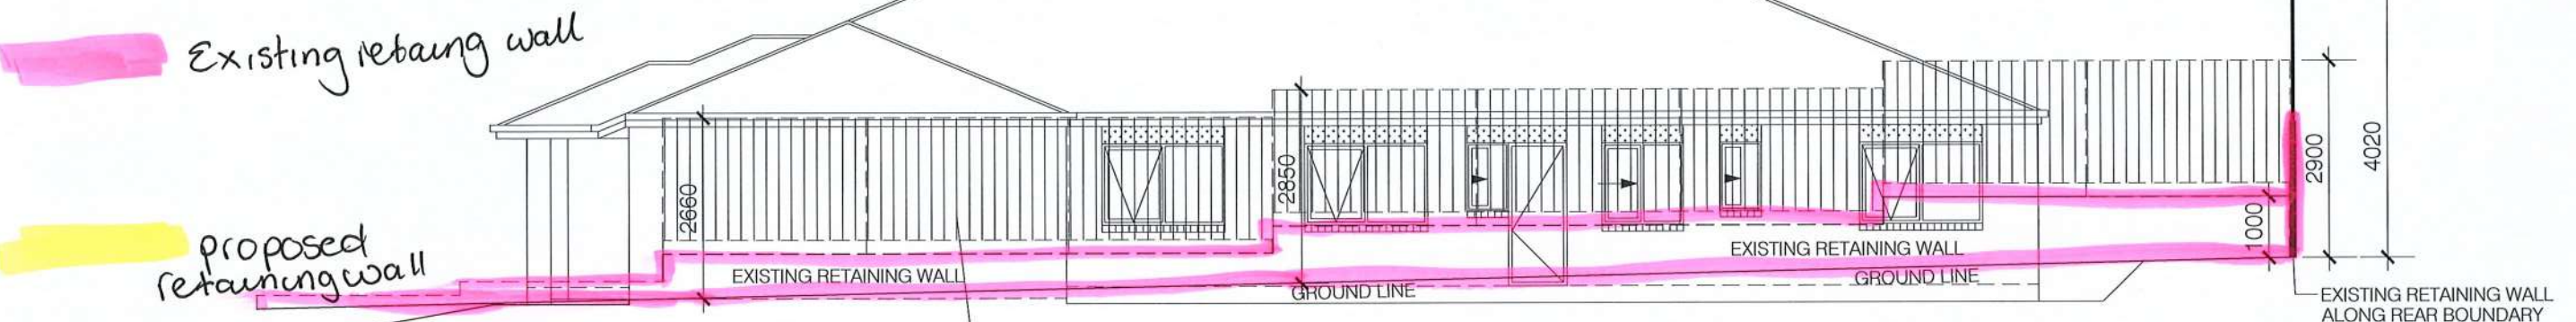 Existing retaing wall
proposed
retaining wall
2660
2850
2900
4020
1000
EXISTING RETAINING WALL
EXISTING RETAINING WALL
GROUND LINE
GROUND LINE
EXISTING RETAINING WALL
ALONG REAR BOUNDARY